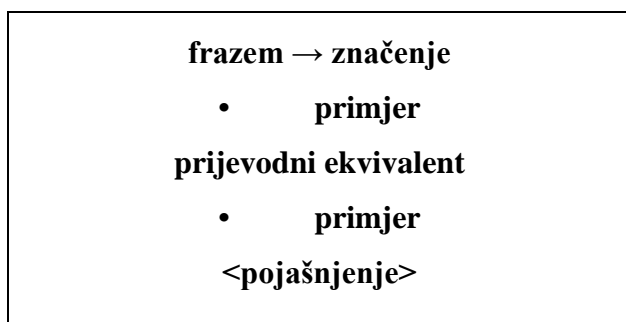 frazem → značenje
• primjer
prijevodni ekvivalent
• primjer
<pojašnjenje>